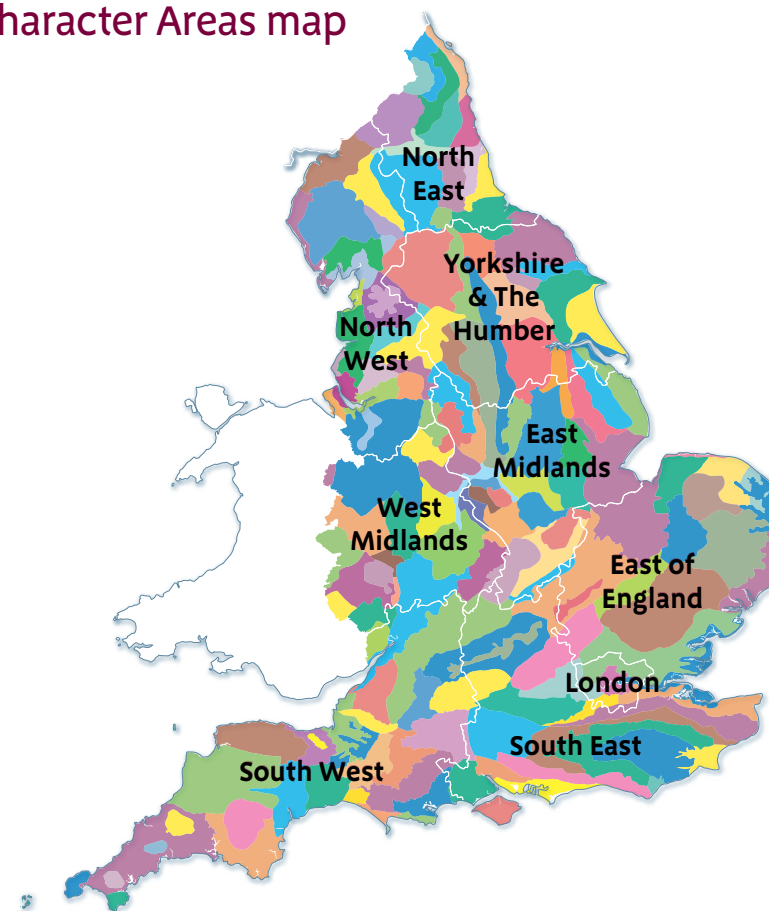 haracter Areas map
North
East
Yorkshire
& The
Humber
North
West
East
Midlands
West
Midlands
East of
England
London
South East
South West